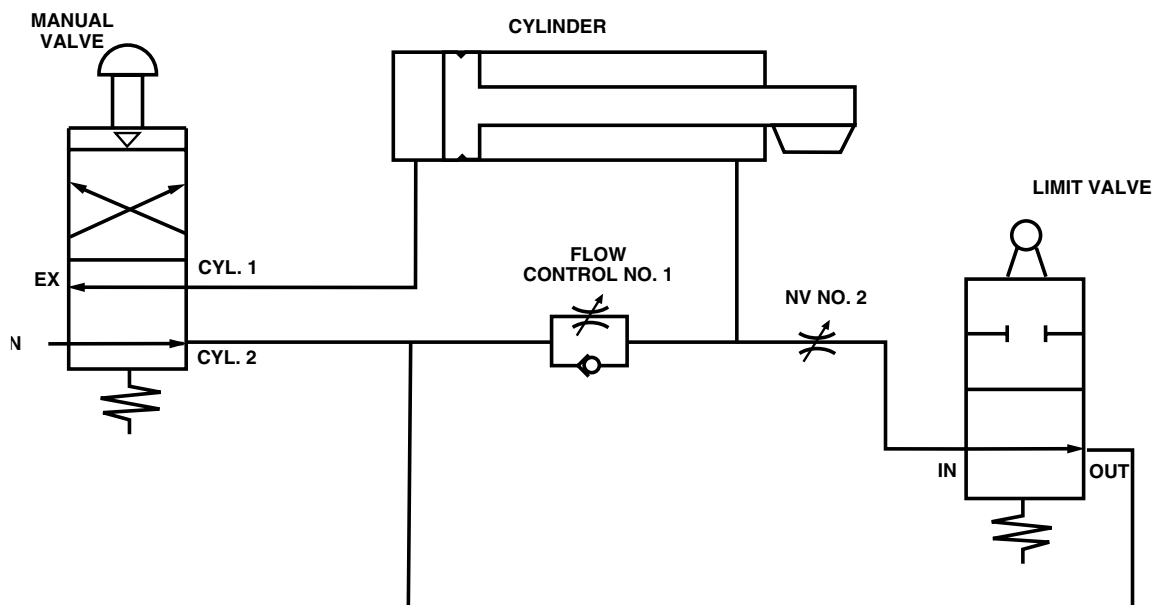 MANUAL
VALVE
CYLINDER
LIMIT VALVE
FLOW
CONTROL NO. 1
CYL. 1
EX
NV NO. 2
N
CYL. 2
IN
OUT